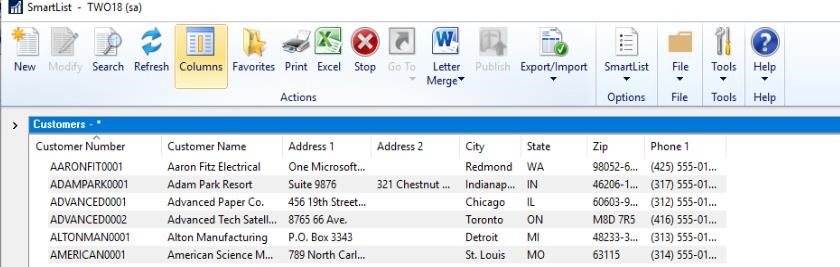 SmartList - TWO18 (sa)
New Modify Search Refresh Columns Favorites Print Excel Stop Go To Letter Merge Publish Export/Import SmartList File Tools Help
Actions Options File Tools Help
Customers - *
Customer Number Customer Name Address 1 Address 2 City State Zip Phone 1
AARONFIT0001 Aaron Fitz Electrical One Microsoft... Redmond WA 98052-6... (425) 555-01...
ADAMPARK0001 Adam Park Resort Suite 9876 321 Chestnut ... Indianap... IN 46206-1... (317) 555-01...
ADVANCED0001 Advanced Paper Co. 456 19th Street... Chicago IL 60603-9... (312) 555-01...
ADVANCED0002 Advanced Tech Satell... 8765 66 Ave. Toronto ON M8D 7R5 (416) 555-01...
ALTONMAN0001 Alton Manufacturing P.O. Box 3343 Detroit MI 48233-3... (313) 555-01...
AMERICAN0001 American Science M... 789 North Carl... St. Louis MO 63115 (314) 555-01...